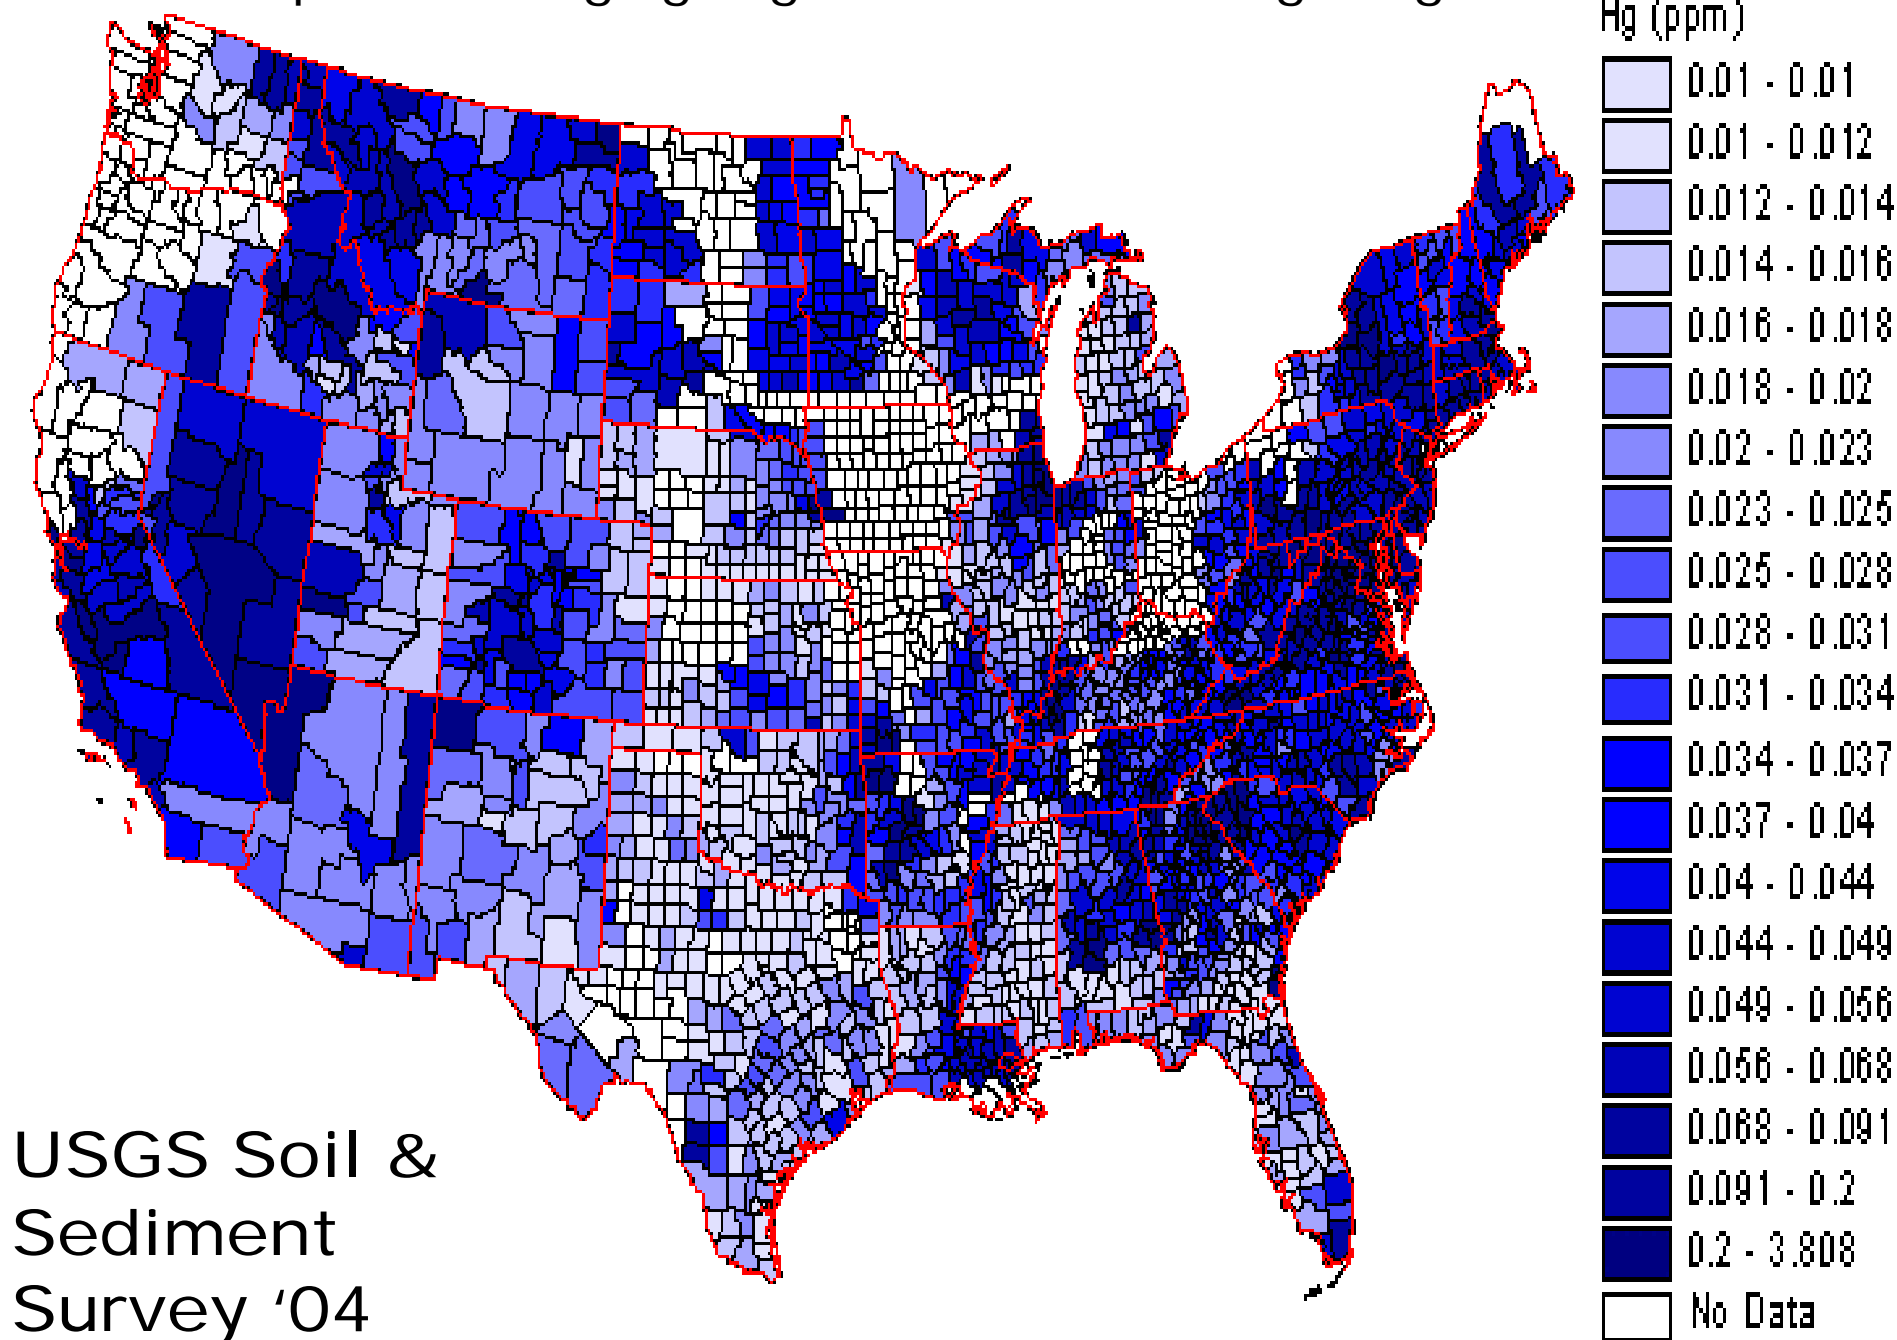 Hg (ppm)
0.01 - 0.01
0.01 - 0.012
0.012 - 0.014
0.014 - 0.016
0.016 - 0.018
0.018 - 0.02
0.02 - 0.023
0.023 - 0.025
0.025 - 0.028
0.028 - 0.031
0.031 - 0.034
0.034 - 0.037
0.037 - 0.04
0.04 - 0.044
0.044 - 0.049
0.049 - 0.056
0.056 - 0.068
0.068 - 0.091
0.091 - 0.2
0.2 - 3.808
No Data
USGS Soil &
Sediment
Survey ‘04